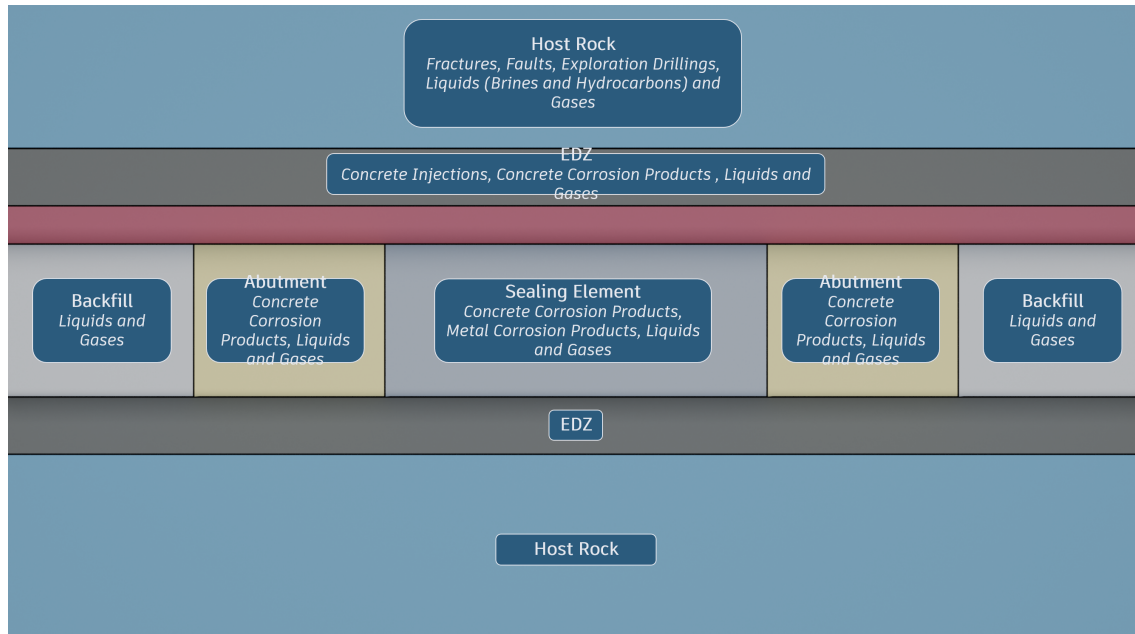 Host Rock
Fractures, Faults, Exploration Drillings,
Liquids (Brines and Hydrocarbons) and
Gases
EDZ
Concrete Injections, Concrete Corrosion Products , Liquids and
Gases
Backfill
Liquids and
Gases
Abutment
Concrete
Corrosion
Products, Liquids
and Gases
Sealing Element
Concrete Corrosion Products,
Metal Corrosion Products, Liquids
and Gases
Abutment
Concrete
Corrosion
Products, Liquids
and Gases
Backfill
Liquids and
Gases
EDZ
Host Rock